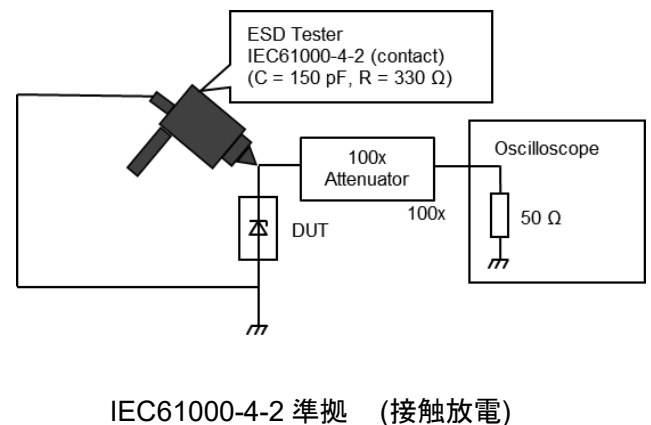 ESD Tester
IEC61000-4-2 (contact)
(C = 150 pF, R = 330 Ω)
100x
Attenuator
100x
Oscilloscope
50 Ω
DUT
IEC61000-4-2 準拠 (接触放電)